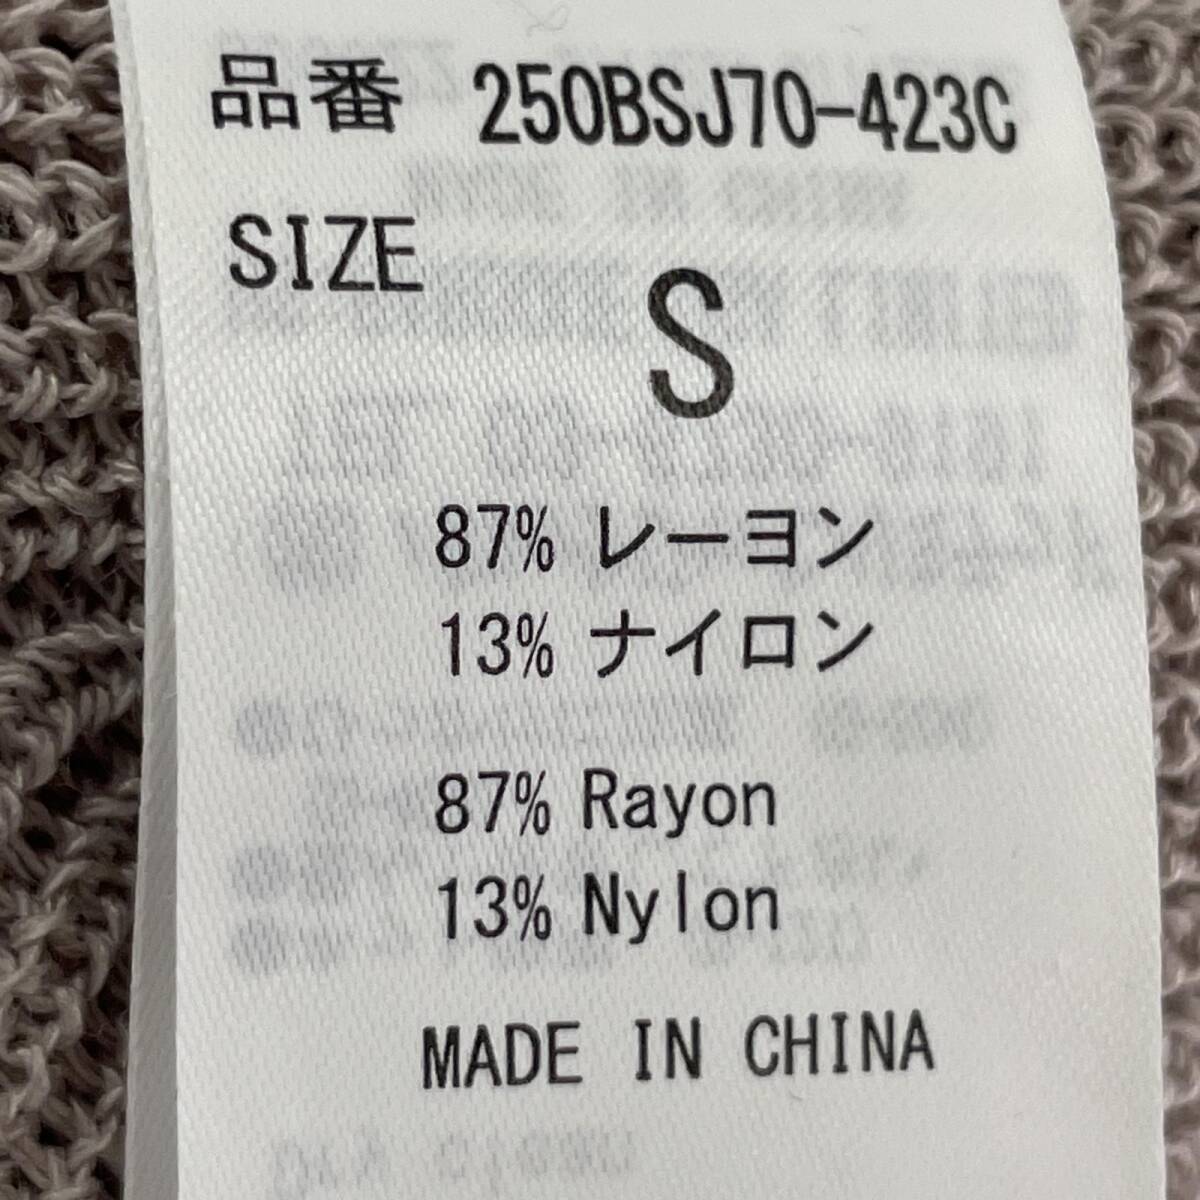 品番 250BSJ70-423C
SIZE
S
87% レーヨン
13% ナイロン
87% Rayon
13% Nylon
MADE IN CHINA